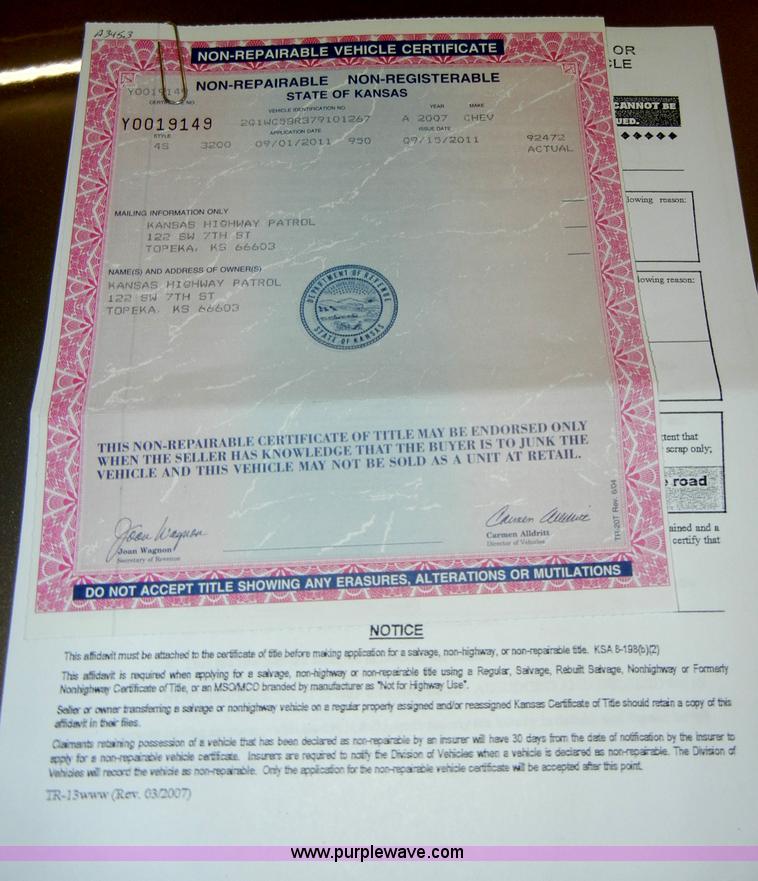 A3453
NON-REPAIRABLE VEHICLE CERTIFICATE
OR
CLE
NON-REPAIRABLE NON-REGISTERABLE
STATE OF KANSAS
Y0019149
CERTIFICATE NO.
VEHICLE IDENTIFICATION NO.
YEAR
MAKE
CANNOT BE
UED.
Y0019149
2G1WC58R379101267
A 2007 CHEV
STYLE
APPLICATION DATE
ISSUE DATE
4S 3200 09/01/2011 950 09/15/2011
92472
ACTUAL
lowing reason:
MAILING INFORMATION ONLY
KANSAS HIGHWAY PATROL
122 SW 7TH ST
TOPEKA, KS 66603
NAME(S) AND ADDRESS OF OWNER(S)
KANSAS HIGHWAY PATROL
122 SW 7TH ST
TOPEKA, KS 66603
DEPARTMENT OF REVENUE
STATE OF KANSAS
lowing reason:
THIS NON-REPAIRABLE CERTIFICATE OF TITLE MAY BE ENDORSED ONLY
WHEN THE SELLER HAS KNOWLEDGE THAT THE BUYER IS TO JUNK THE
VEHICLE AND THIS VEHICLE MAY NOT BE SOLD AS A UNIT AT RETAIL.
tent that
scrap only;
road
ained and a
certify that
Joan Wagnon
Joan Wagnon
Secretary of Revenue
Carmen Alldritt
Carmen Alldritt
Director of Vehicles
TR-20T Rev. 6/04
DO NOT ACCEPT TITLE SHOWING ANY ERASURES, ALTERATIONS OR MUTILATIONS
NOTICE
This affidavit must be attached to the certificate of title before making application for a salvage, non-highway, or non-repairable title. KSA 8-198(b)(2)
This affidavit is required when applying for a salvage, non-highway or non-repairable title using a Regular, Salvage, Rebuilt Salvage, Nonhighway or Formerly
Nonhighway Certificate of Title, or an MSO/MCO branded by manufacturer as "Not for Highway Use".
Seller or owner transferring a salvage or nonhighway vehicle on a regular properly assigned and/or reassigned Kansas Certificate of Title should retain a copy of this
affidavit in their files.
Claimants retaining possession of a vehicle that has been declared as non-repairable by an insurer will have 30 days from the date of notification by the insurer to
apply for a non-repairable vehicle certificate. Insurers are required to notify the Division of Vehicles when a vehicle is declared as non-repairable. The Division of
Vehicles will record the vehicle as non-repairable. Only the application for the non-repairable vehicle certificate will be accepted after this point.
TR-13www (Rev. 03/2007)
www.purplewave.com